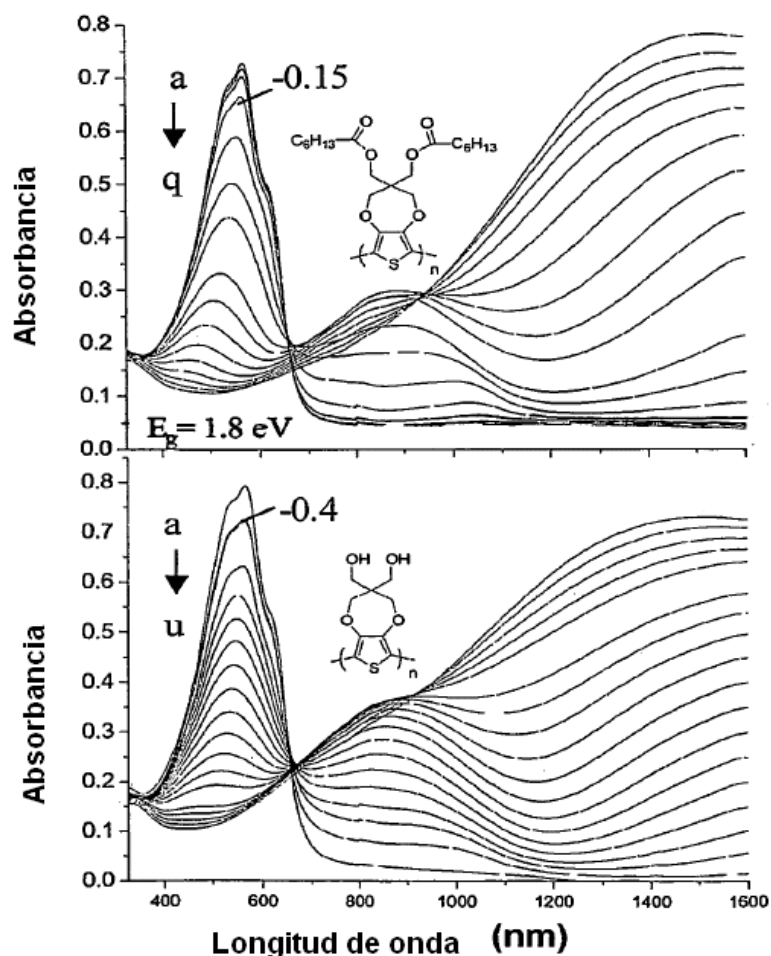 Absorbancia
0.8
0.7
0.6
0.5
0.4
0.3
0.2
0.1
0.0
a
q
-0.15
O
O
C6H13
O
O
C6H13
O
O
S
n
Eg= 1.8 eV
Absorbancia
0.8
0.7
0.6
0.5
0.4
0.3
0.2
0.1
0.0
a
u
-0.4
OH OH
O
O
S
n
400 600 800 1000 1200 1400 1600
Longitud de onda (nm)